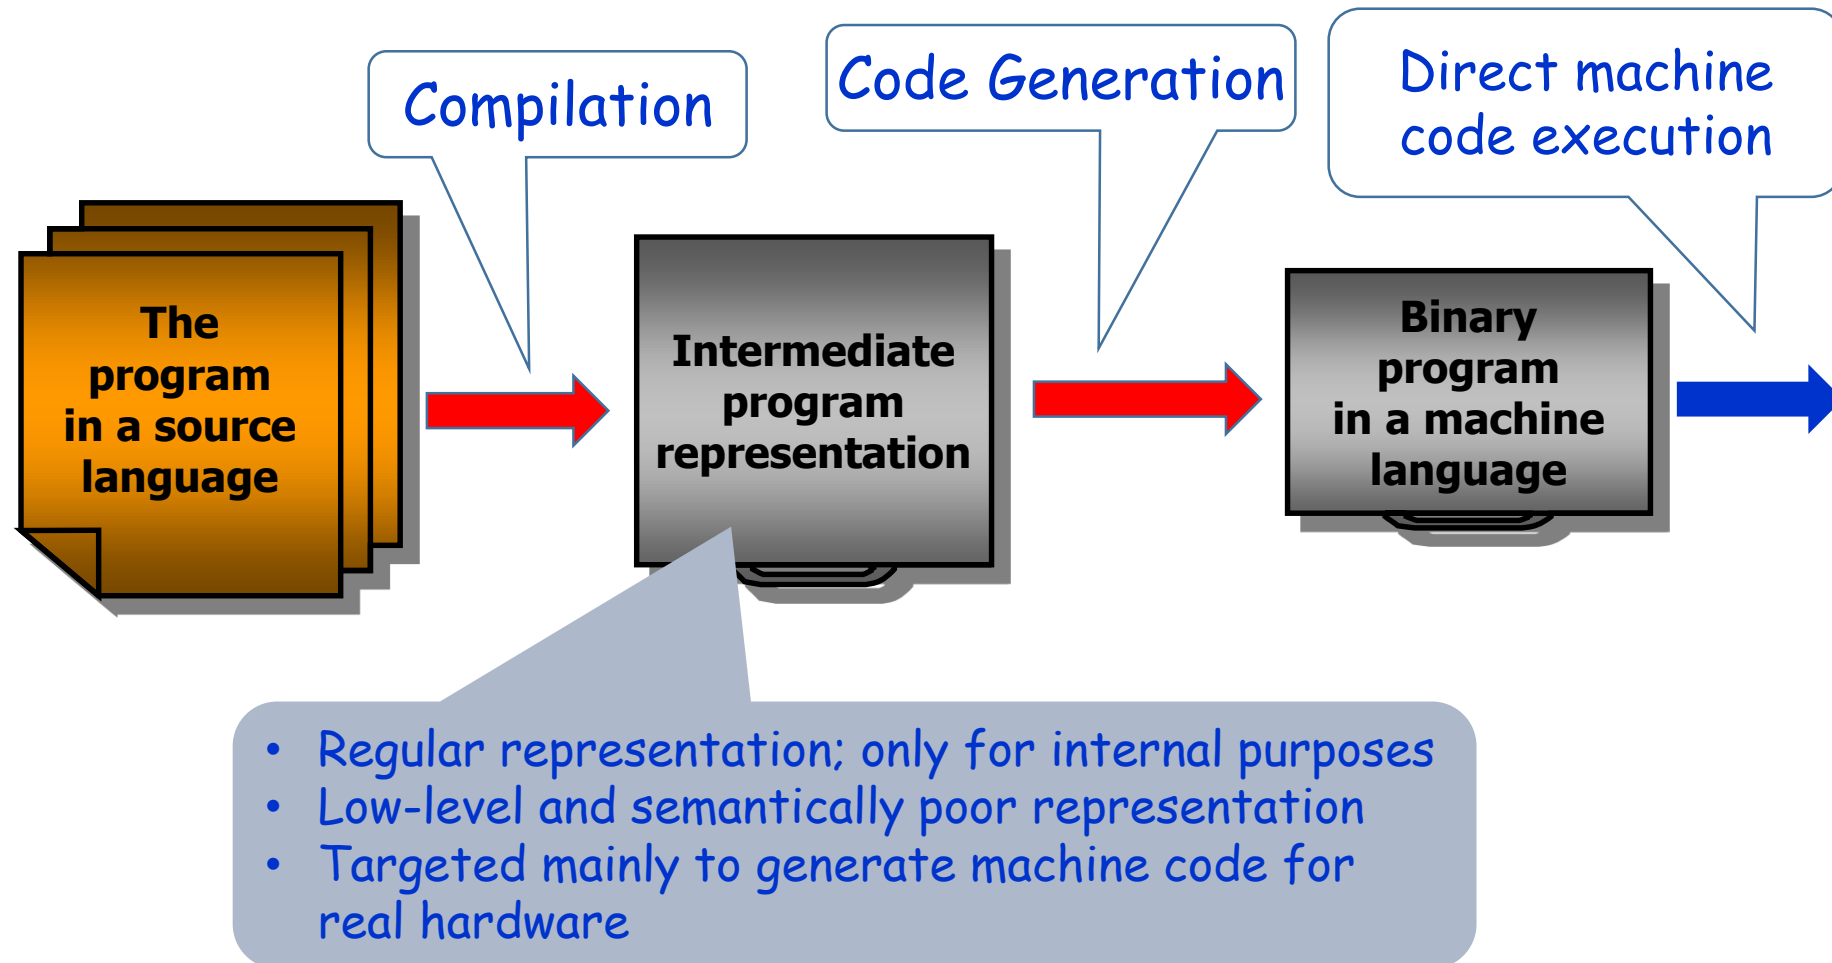 Compilation
Code Generation
Direct machine
code execution
The
program
in a source
language
Intermediate
program
representation
Binary
program
in a machine
language
• Regular representation; only for internal purposes
• Low-level and semantically poor representation
• Targeted mainly to generate machine code for
real hardware